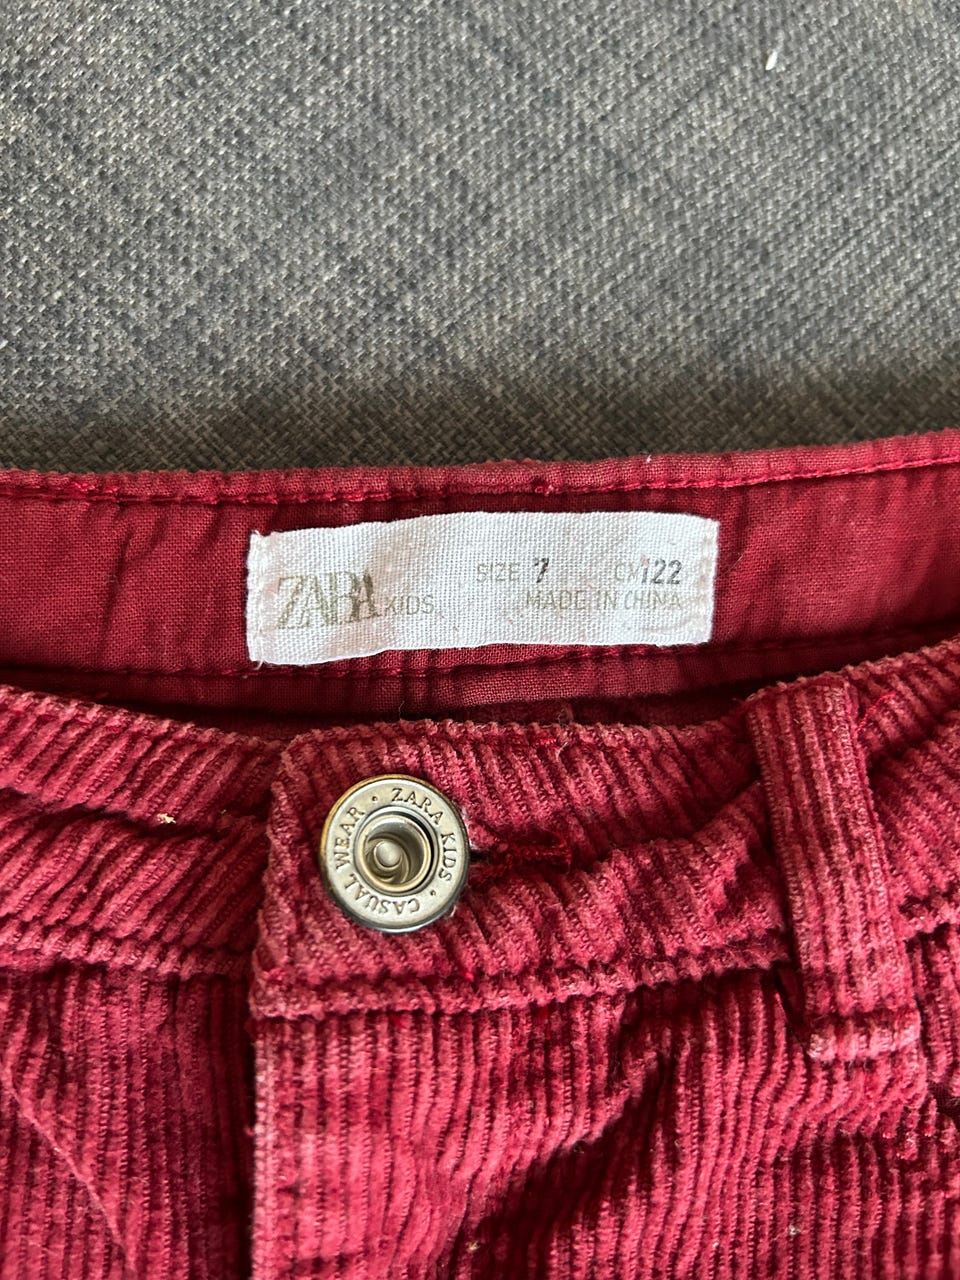 ZARA KIDS
SIZE 7 CM 122
MADE IN CHINA
ZARA KIDS · CASUAL WEAR ·